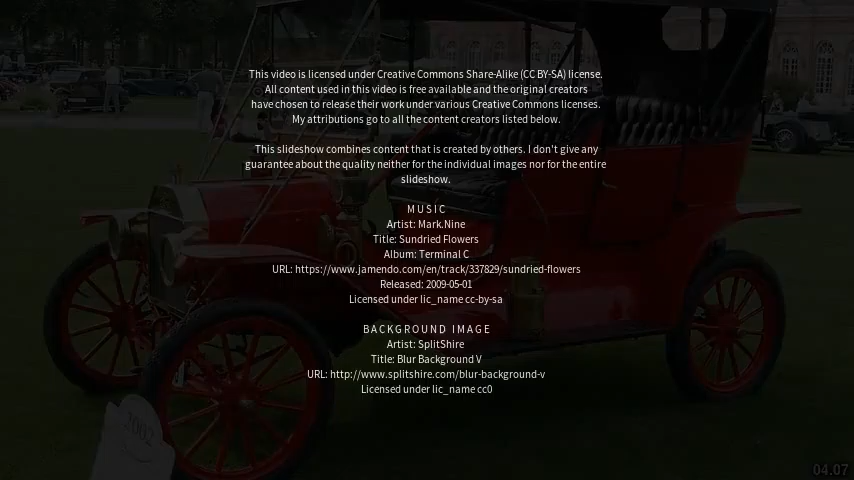 This video is licensed under Creative Commons Share-Alike (CC BY-SA) license.
All content used in this video is free available and the original creators
have chosen to release their work under various Creative Commons licenses.
My attributions go to all the content creators listed below.
This slideshow combines content that is created by others. I don't give any
guarantee about the quality neither for the individual images nor for the entire
slideshow.
MUSIC
Artist: Mark.Nine
Title: Sundried Flowers
Album: Terminal C
URL: https://www.jamendo.com/en/track/337829/sundried-flowers
Released: 2009-05-01
Licensed under lic_name cc-by-sa
BACKGROUND IMAGE
Artist: SplitShire
Title: Blur Background V
URL: http://www.splitshire.com/blur-background-v
Licensed under lic_name cc0
1002
04.07